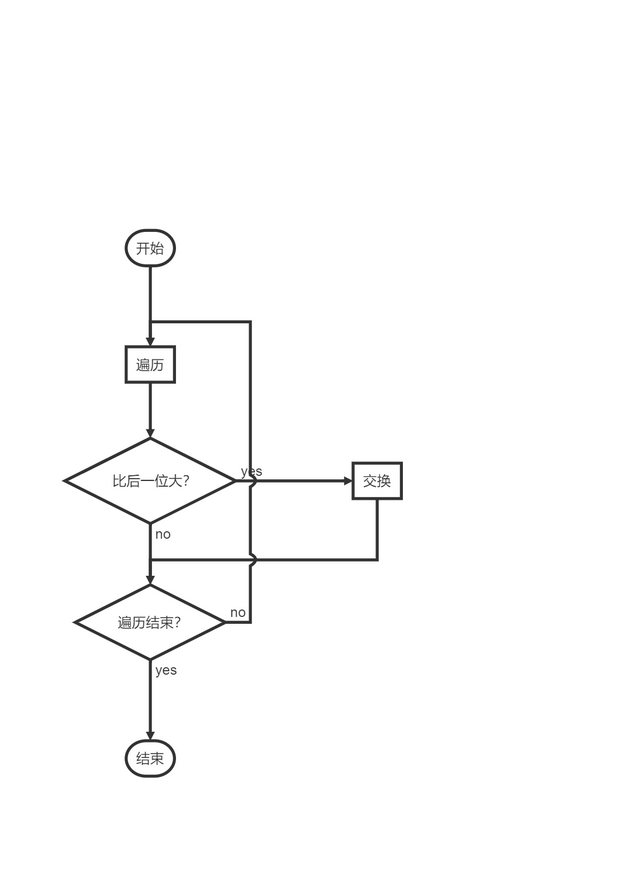 开始
遍历
比后一位大?
yes
交换
no
遍历结束?
no
yes
结束